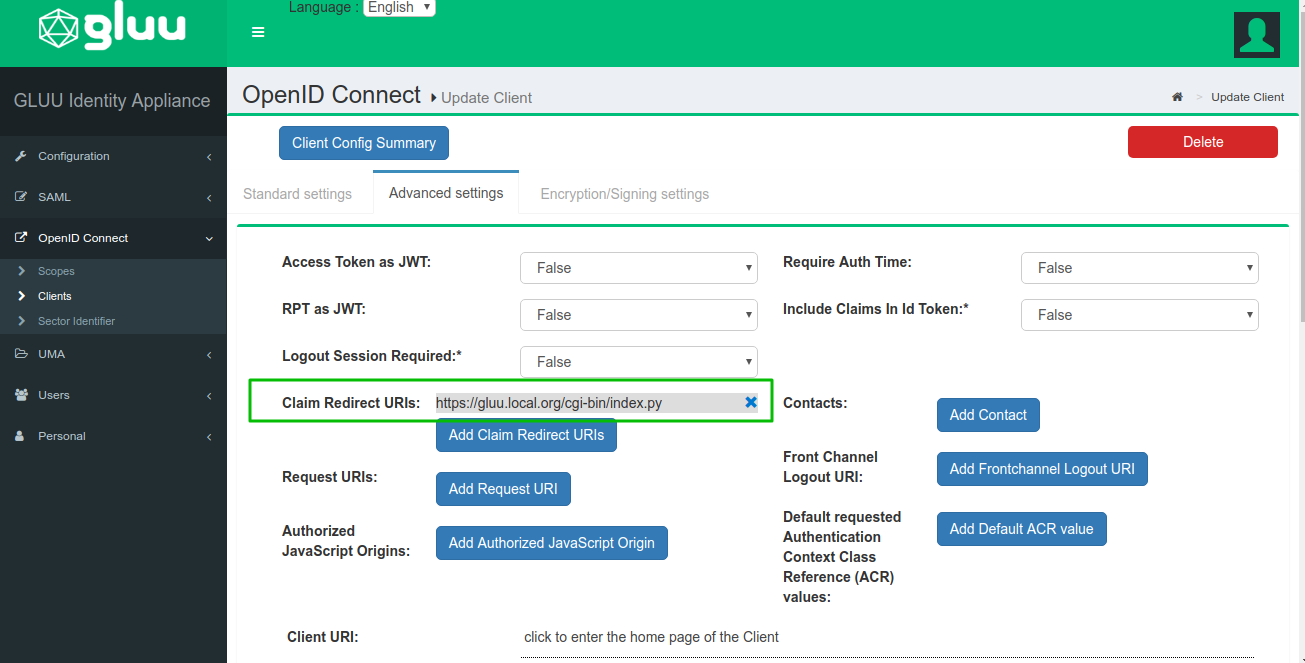 Language : English
gluu
GLUU Identity Appliance
OpenID Connect Update Client
> Update Client
Client Config Summary
Delete
Configuration
SAML
OpenID Connect
Scopes
Clients
Sector Identifier
UMA
Users
Personal
Standard settings
Advanced settings
Encryption/Signing settings
Access Token as JWT: False
Require Auth Time: False
RPT as JWT: False
Include Claims In Id Token:* False
Logout Session Required:* False
Claim Redirect URIs: https://gluu.local.org/cgi-bin/index.py
Add Claim Redirect URIs
Contacts:
Add Contact
Request URIs:
Add Request URI
Front Channel
Logout URI:
Add Frontchannel Logout URI
Authorized
JavaScript Origins:
Add Authorized JavaScript Origin
Default requested
Authentication
Context Class
Reference (ACR)
values:
Add Default ACR value
Client URI: click to enter the home page of the Client